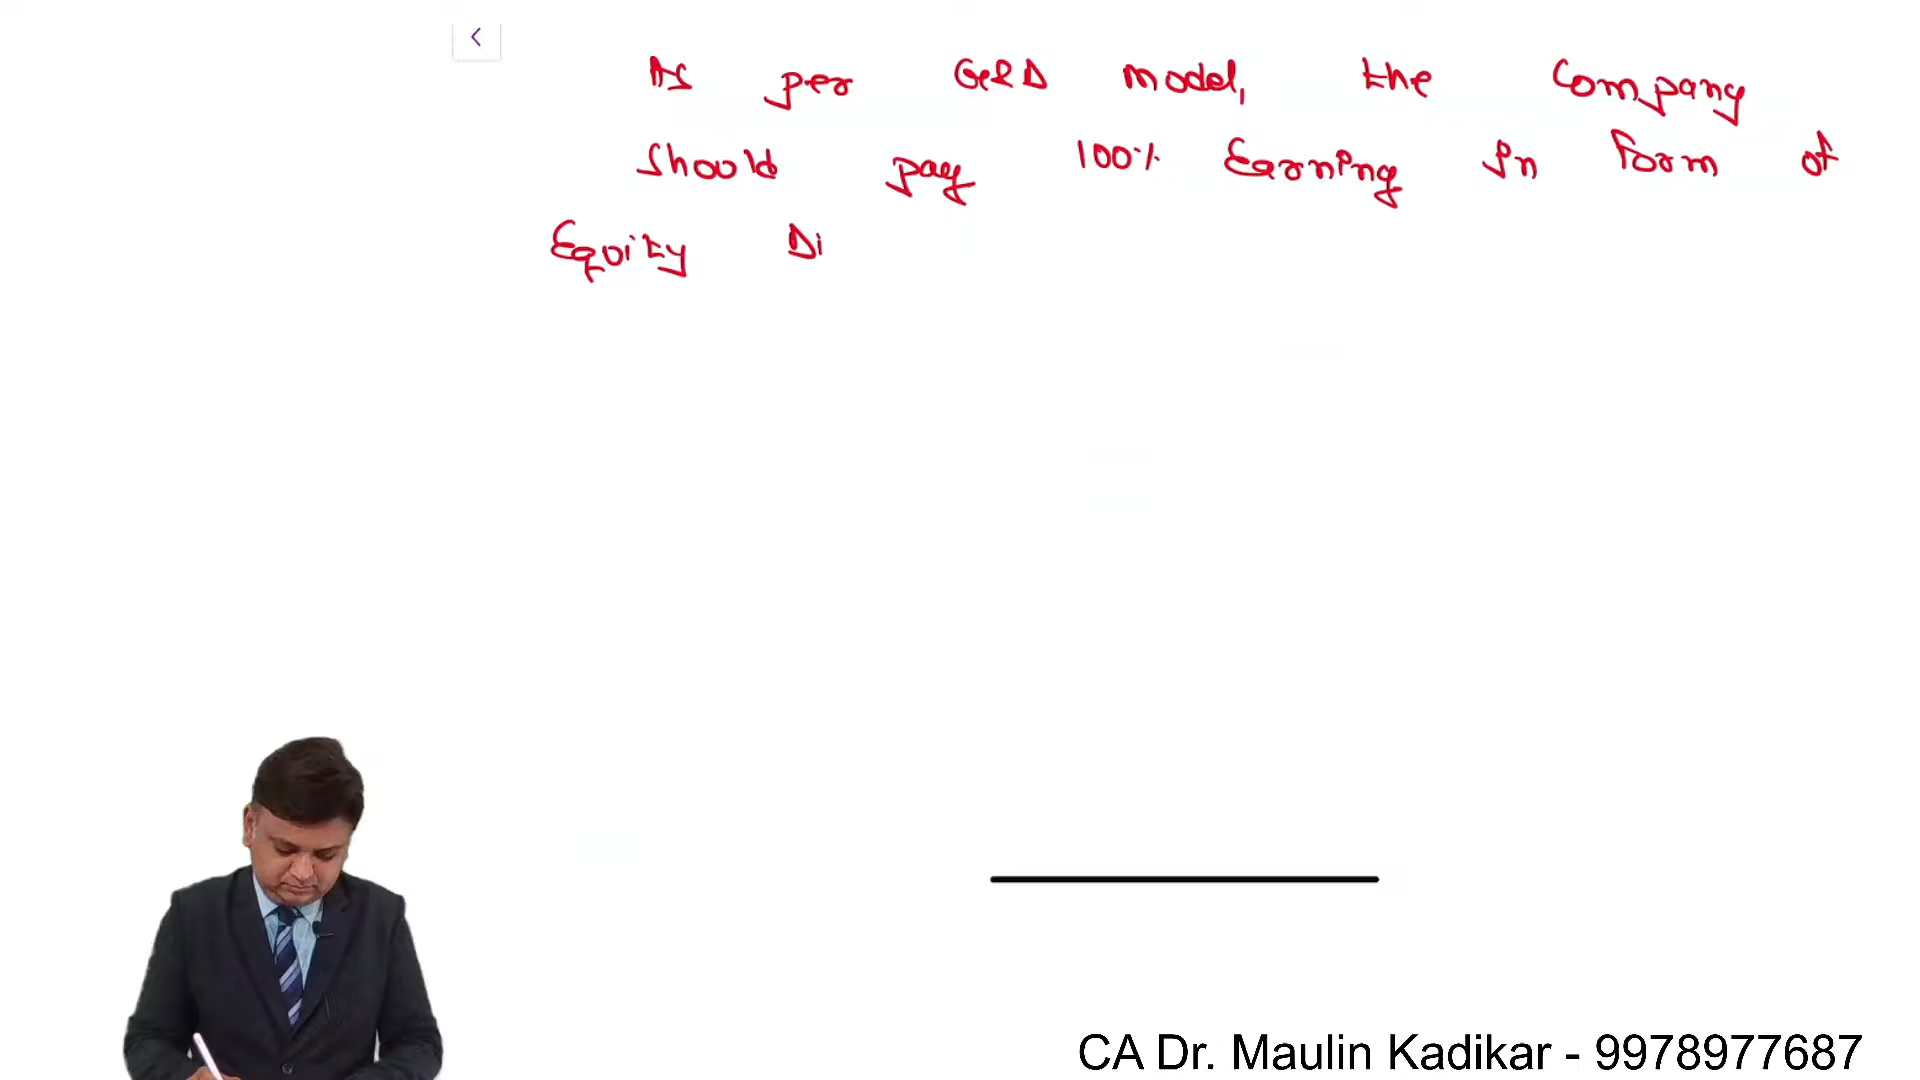 As per G&D model, the Company
Should pay 100% Earning in form of
Equity Di
CA Dr. Maulin Kadikar - 9978977687